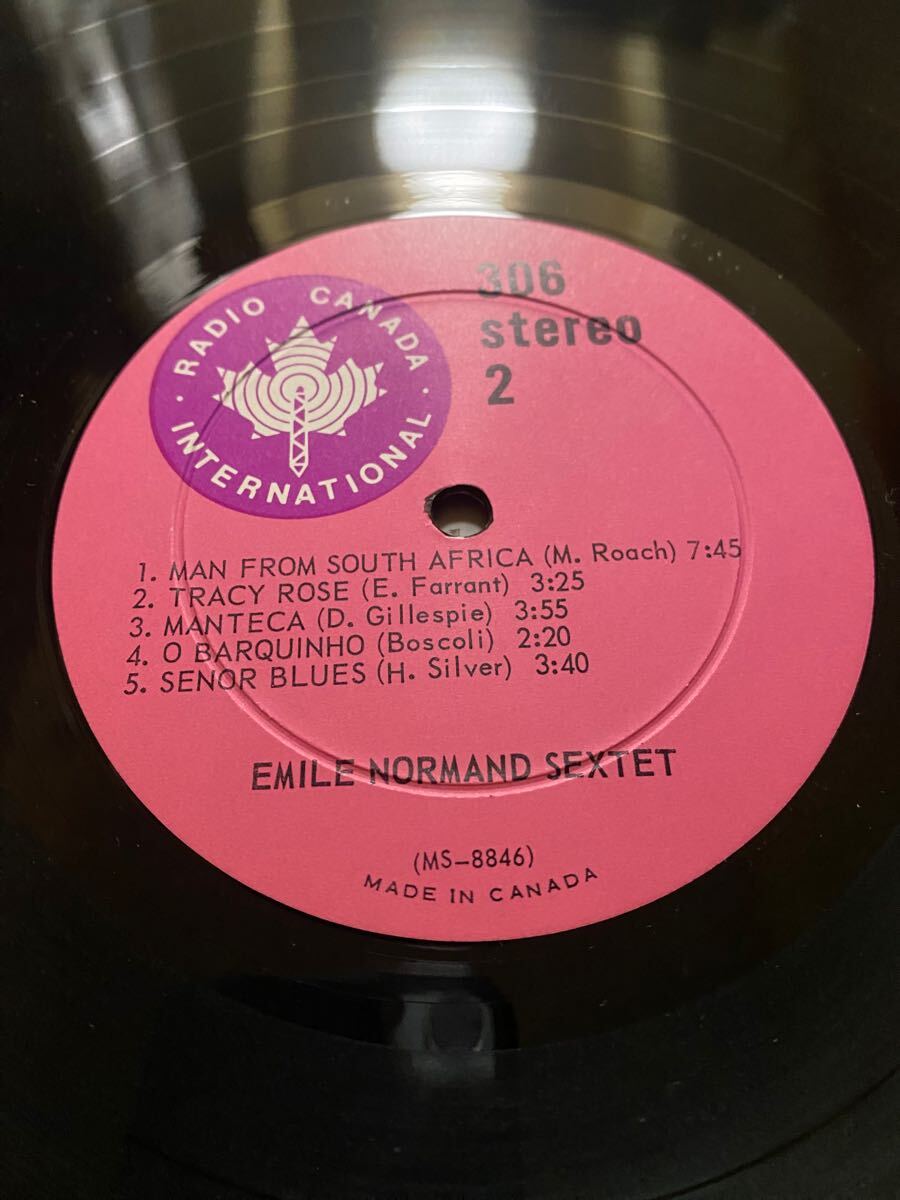 RADIO CANADA
INTERNATIONAL
306
stereo
2
1. MAN FROM SOUTH AFRICA (M. Roach) 7:45
2. TRACY ROSE (E. Farrant) 3:25
3. MANTECA (D. Gillespie) 3:55
4. O BARQUINHO (Boscoli) 2:20
5. SENOR BLUES (H. Silver) 3:40
EMILE NORMAND SEXTET
(MS-8846)
MADE IN CANADA